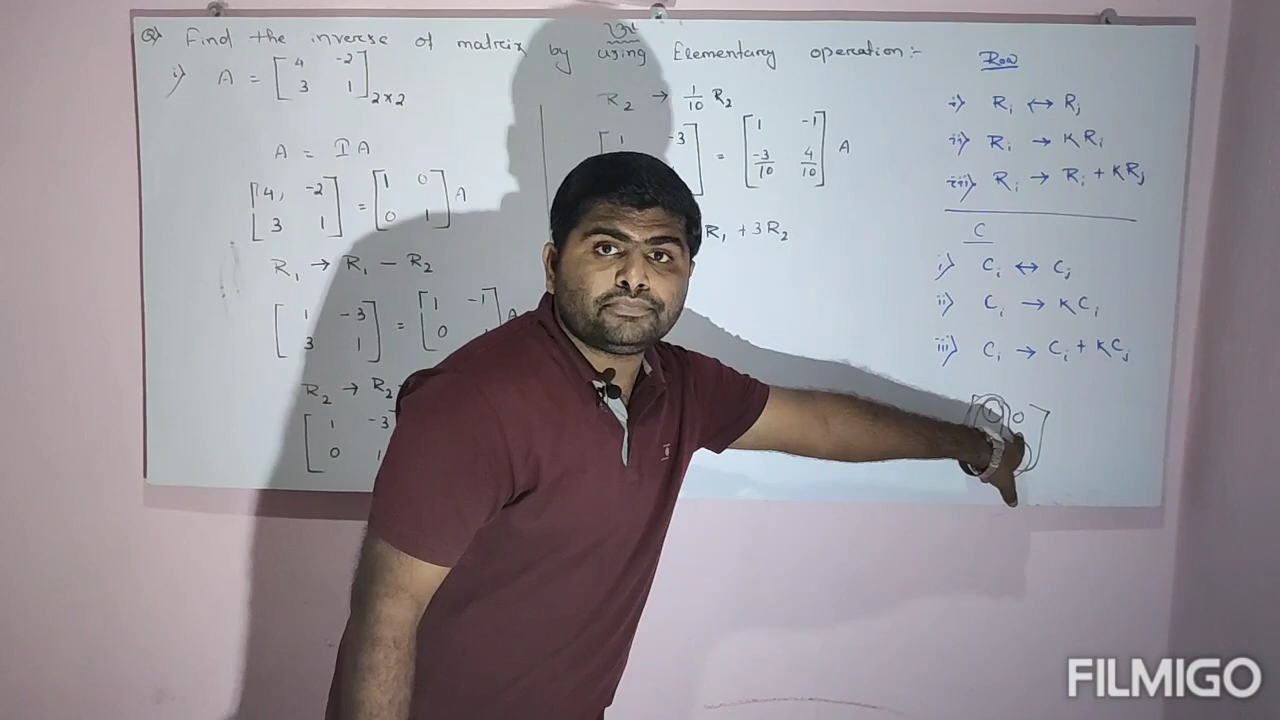 Q) Find the inverse of matrix by using Elementary operation :-
i) A = [ 4 -2
3 1 ] 2×2
A = IA
[ 4, -2
3 1 ] = [ 1 0
0 1 ] A
R₁ → R₁ - R₂
[ 1 -3
3 1 ] = [ 1 -1
0 ] A
R₂ → R₂
[ 1 -3
0
R₂ → 1/10 R₂
[ 1 -3
] = [ 1 -1
-3/10 4/10 ] A
R₁ + 3R₂
Row
i) Rᵢ ↔ Rⱼ
ii) Rᵢ → KRᵢ
iii) Rᵢ → Rᵢ + KRⱼ
C
i) Cᵢ ↔ Cⱼ
ii) Cᵢ → KCᵢ
iii) Cᵢ → Cᵢ + KCⱼ
[ 1 0 ]
FILMIGO